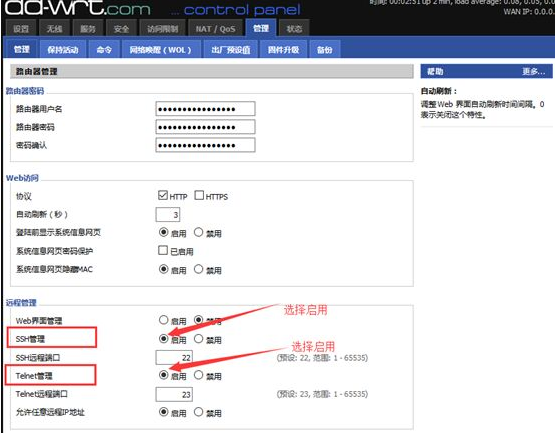 dd-wrt.com ... control panel
时间: 00:02:51 up 2 min, load average: 0.08, 0.05, 0.0
WAN IP: 0.0.0.
设置 无线 服务 安全 访问限制 NAT / QoS 管理 状态
管理 保持活动 命令 网络唤醒（WOL） 出厂预设值 固件升级 备份
路由器管理
帮助 更多...
路由器密码
路由器用户名 ••••••••••••••••
路由器密码 ••••••••••••••••
密码确认 ••••••••••••••••
自动刷新：
调整 Web 界面自动刷新时间间隔。0
表示关闭这个特性。
Web访问
协议 HTTP HTTPS
自动刷新（秒） 3
登陆前显示系统信息网页 启用 禁用
系统信息网页密码保护 已启用
系统信息网页隐藏MAC 启用 禁用
远程管理
Web界面管理 启用 禁用
选择启用
SSH管理 启用 禁用
选择启用
SSH远程端口 22 (预设: 22, 范围: 1 - 65535)
Telnet管理 启用 禁用
Telnet远程端口 23 (预设: 23, 范围: 1 - 65535)
允许任意远程IP地址 启用 禁用